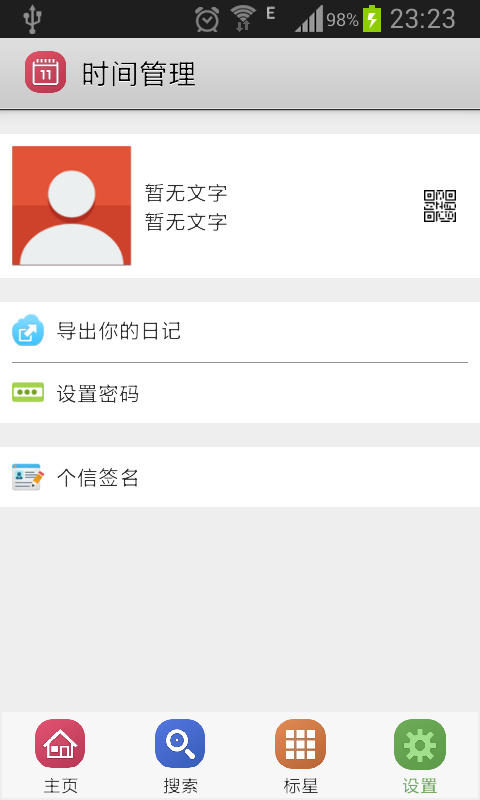 E 98% 23:23
11 时间管理
暂无文字
暂无文字
导出你的日记
设置密码
个信签名
主页 搜索 标星 设置